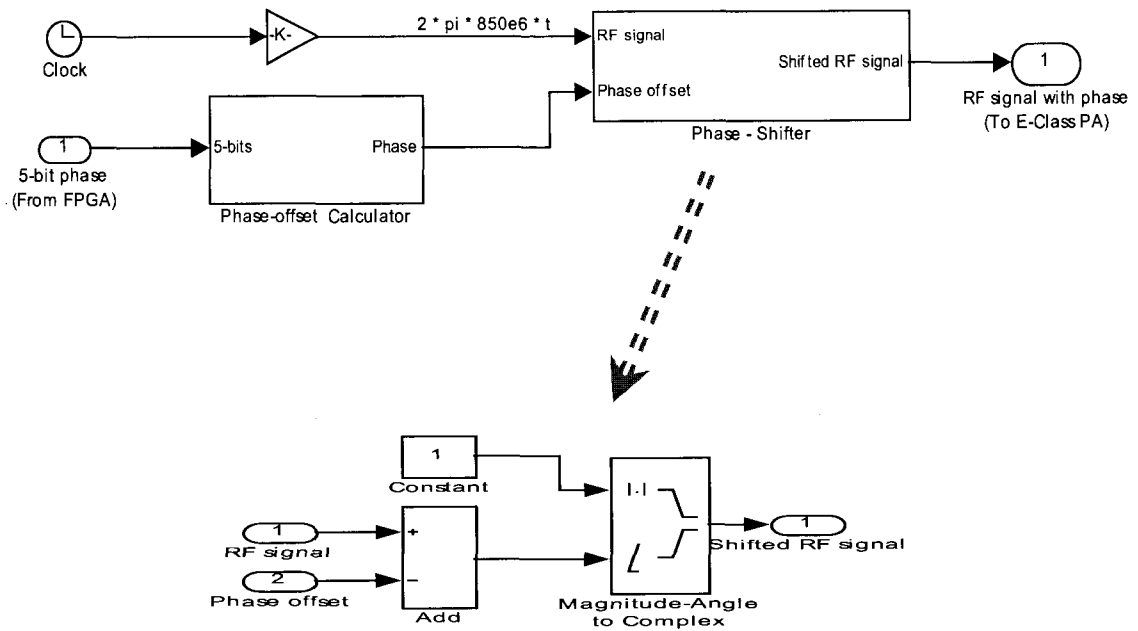 2 * pi * 850e6 * t
-K-
Clock
RF signal
Shifted RF signal
Phase offset
Phase - Shifter
1
RF signal with phase
(To E-Class PA)
1
5-bit phase
(From FPGA)
5-bits
Phase
Phase-offset Calculator
1
Constant
1
RF signal
2
Phase offset
+
−
Add
|.|
∠
Magnitude-Angle
to Complex
1
Shifted RF signal